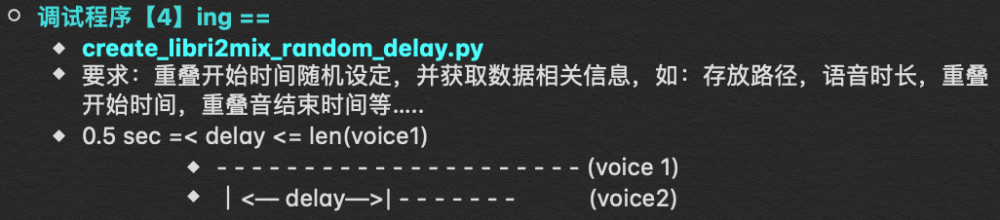 调试程序【4】ing ==
create_libri2mix_random_delay.py
要求：重叠开始时间随机设定，并获取数据相关信息，如：存放路径，语音时长，重叠
开始时间，重叠音结束时间等.....
0.5 sec =< delay <= len(voice1)
- - - - - - - - - - - - - - - - - - - - - (voice 1)
| <— delay—>| - - - - - - - (voice2)